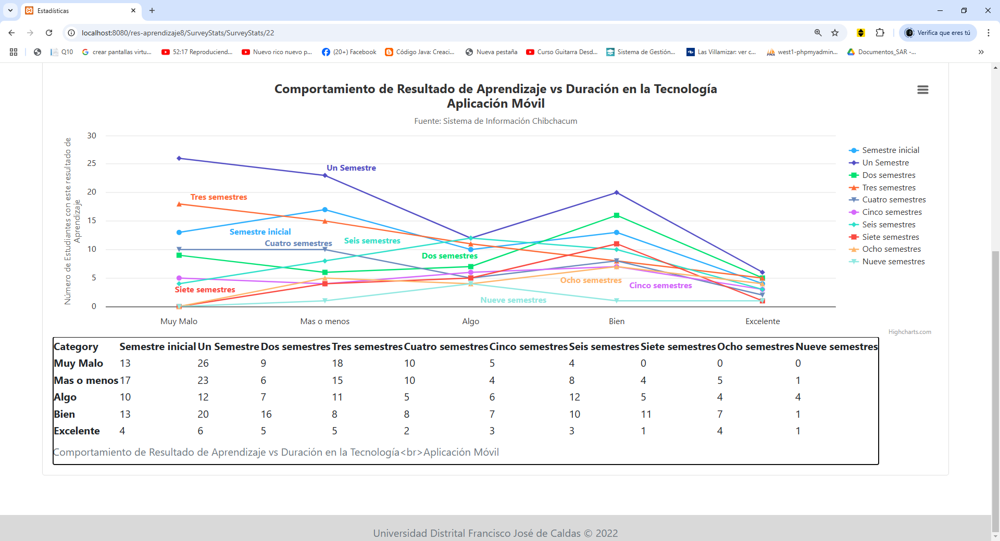 Estadísticas
localhost:8080/res-aprendizaje8/SurveyStats/SurveyStats/22
Verifica que eres tú
Q10
crear pantallas virtu...
52:17 Reproduciend...
Nuevo rico nuevo p...
(20+) Facebook
Código Java: Creaci...
Nueva pestaña
Curso Guitarra Desd...
Sistema de Gestión...
Las Villamizar: ver c...
west1-phpmyadmin...
Documentos_SAR -...
Comportamiento de Resultado de Aprendizaje vs Duración en la Tecnología
Aplicación Móvil
Fuente: Sistema de Información Chibchacum
Número de Estudiantes con este resultado de
Aprendizaje
30
25
20
15
10
5
0
Un Semestre
Tres semestres
Semestre inicial
Cuatro semestres
Seis semestres
Dos semestres
Siete semestres
Ocho semestres
Cinco semestres
Nueve semestres
Muy Malo
Mas o menos
Algo
Bien
Excelente
Semestre inicial
Un Semestre
Dos semestres
Tres semestres
Cuatro semestres
Cinco semestres
Seis semestres
Siete semestres
Ocho semestres
Nueve semestres
Highcharts.com
Category Semestre inicial Un Semestre Dos semestres Tres semestres Cuatro semestres Cinco semestres Seis semestres Siete semestres Ocho semestres Nueve semestres
Muy Malo 13 26 9 18 10 5 4 0 0 0
Mas o menos 17 23 6 15 10 4 8 4 5 1
Algo 10 12 7 11 5 6 12 5 4 4
Bien 13 20 16 8 8 7 10 11 7 1
Excelente 4 6 5 5 2 3 3 1 4 1
Comportamiento de Resultado de Aprendizaje vs Duración en la Tecnología<br>Aplicación Móvil
Universidad Distrital Francisco José de Caldas © 2022